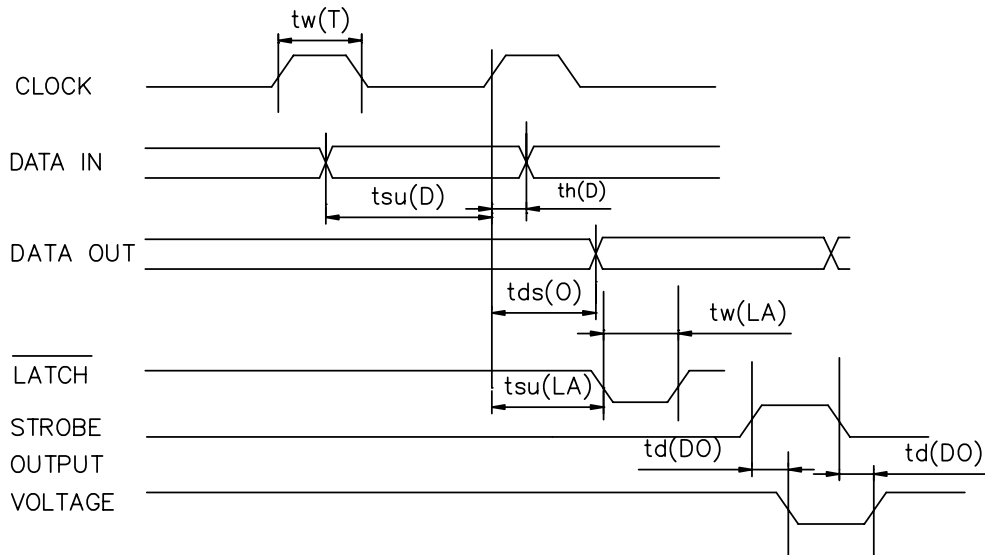 tw(T)
CLOCK
DATA IN
tsu(D)
th(D)
DATA OUT
tds(O)
tw(LA)
LATCH
tsu(LA)
STROBE
OUTPUT
VOLTAGE
td(DO)
td(DO)